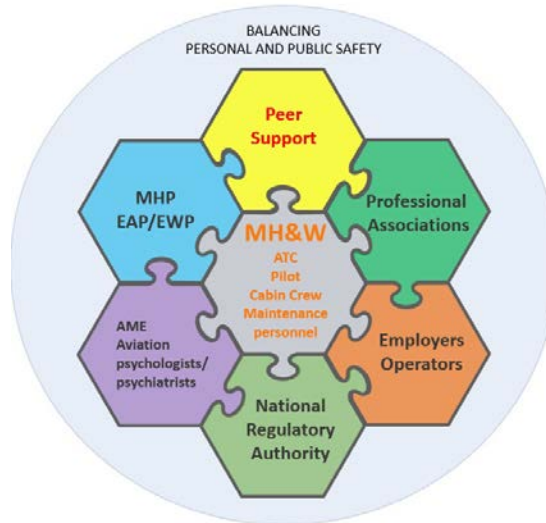 BALANCING
PERSONAL AND PUBLIC SAFETY
Peer
Support
MHP
EAP/EWP
Professional
Associations
MH&W
ATC
Pilot
Cabin Crew
Maintenance
personnel
AME
Aviation
psychologists/
psychiatrists
Employers
Operators
National
Regulatory
Authority